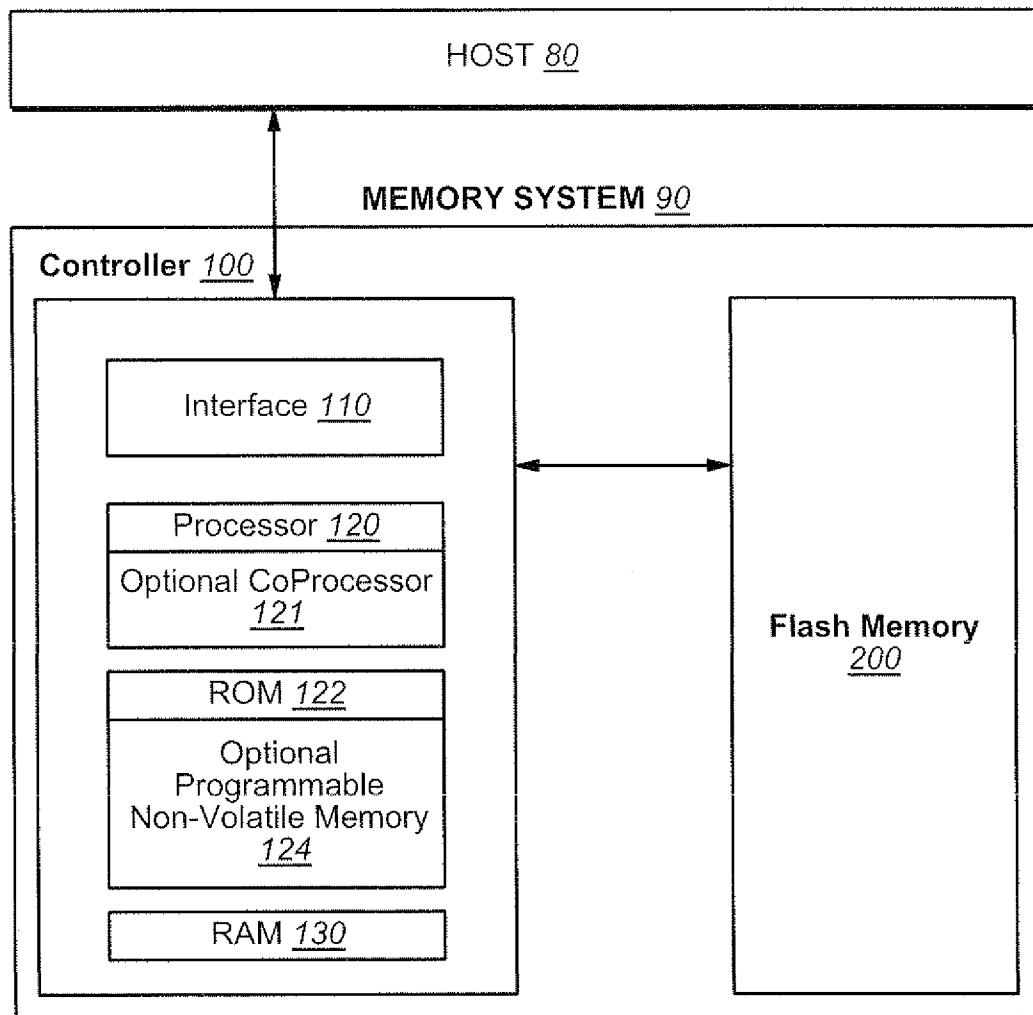 HOST 80
MEMORY SYSTEM 90
Controller 100
Interface 110
Processor 120
Optional CoProcessor
121
ROM 122
Optional
Programmable
Non-Volatile Memory
124
RAM 130
Flash Memory
200